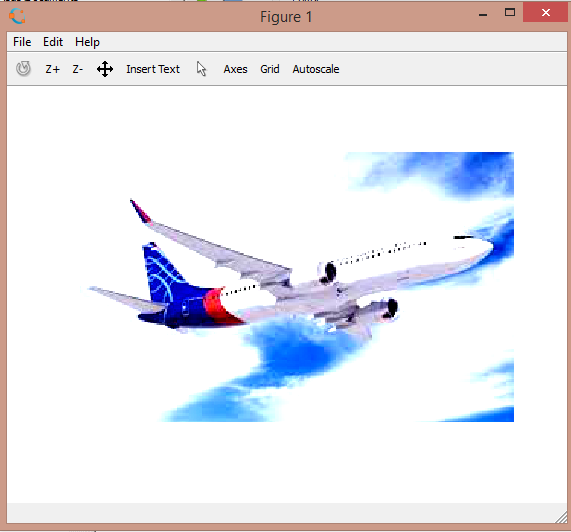 Figure 1
File Edit Help
Z+ Z- Insert Text Axes Grid Autoscale